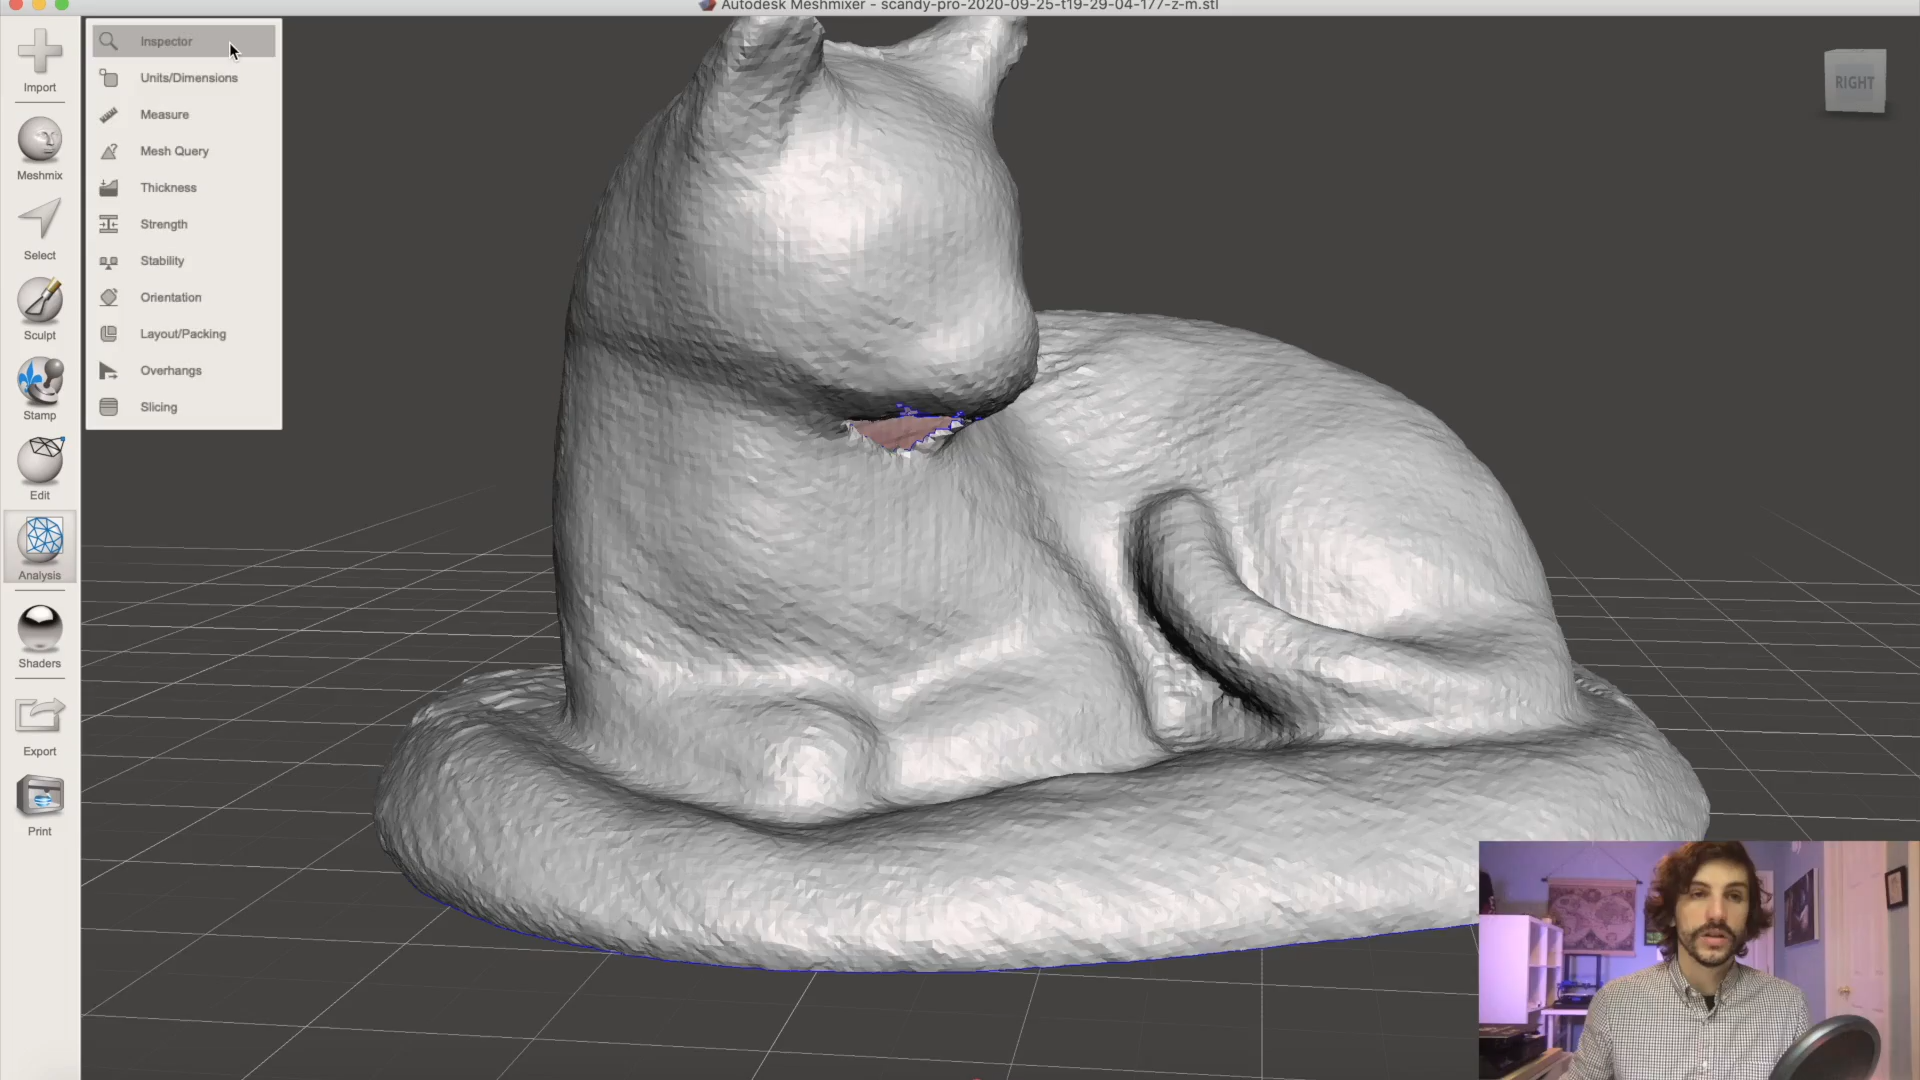 Autodesk Meshmixer - scandy-pro-2020-09-25-t19-29-04-177-z-m.stl
Import
Meshmix
Select
Sculpt
Stamp
Edit
Analysis
Shaders
Export
Print
Inspector
Units/Dimensions
Measure
Mesh Query
Thickness
Strength
Stability
Orientation
Layout/Packing
Overhangs
Slicing
RIGHT